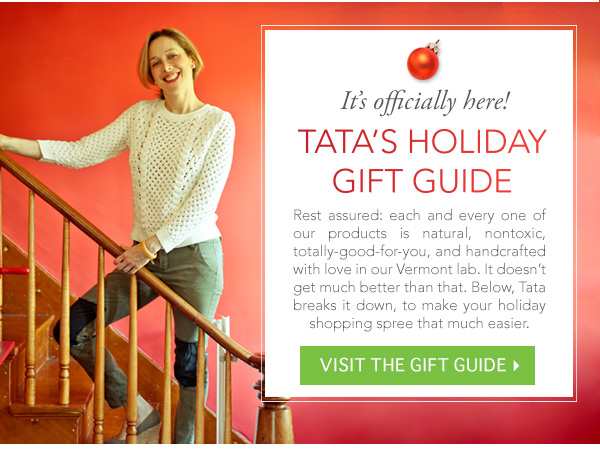 It's officially here!
TATA'S HOLIDAY
GIFT GUIDE
Rest assured: each and every one of
our products is natural, nontoxic,
totally-good-for-you, and handcrafted
with love in our Vermont lab. It doesn't
get much better than that. Below, Tata
breaks it down, to make your holiday
shopping spree that much easier.
VISIT THE GIFT GUIDE